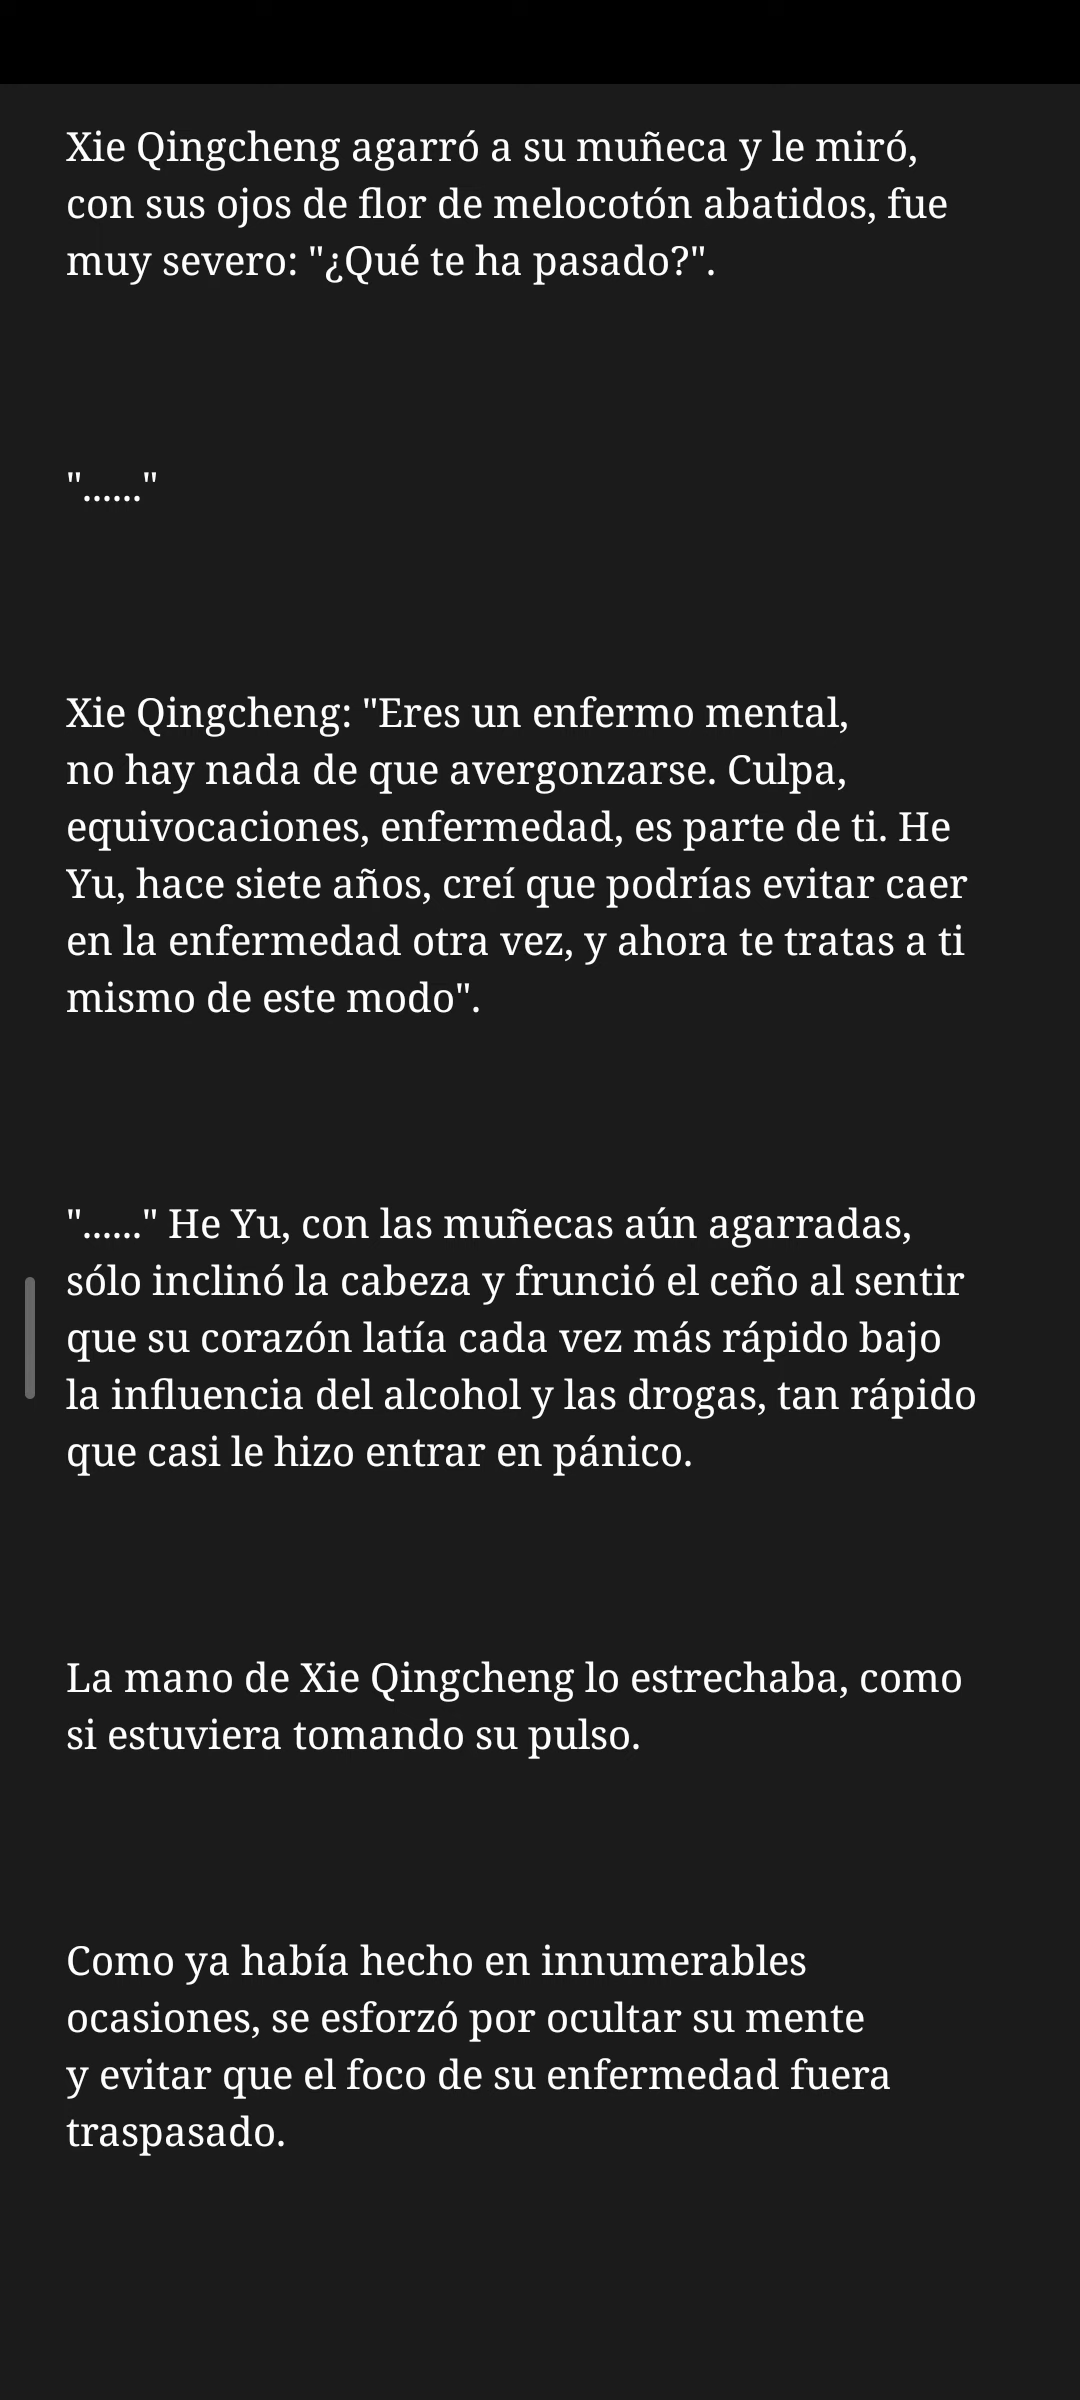 Xie Qingcheng agarró a su muñeca y le miró,
con sus ojos de flor de melocotón abatidos, fue
muy severo: "¿Qué te ha pasado?".
"......"
Xie Qingcheng: "Eres un enfermo mental,
no hay nada de que avergonzarse. Culpa,
equivocaciones, enfermedad, es parte de ti. He
Yu, hace siete años, creí que podrías evitar caer
en la enfermedad otra vez, y ahora te tratas a ti
mismo de este modo".
"......" He Yu, con las muñecas aún agarradas,
sólo inclinó la cabeza y frunció el ceño al sentir
que su corazón latía cada vez más rápido bajo
la influencia del alcohol y las drogas, tan rápido
que casi le hizo entrar en pánico.
La mano de Xie Qingcheng lo estrechaba, como
si estuviera tomando su pulso.
Como ya había hecho en innumerables
ocasiones, se esforzó por ocultar su mente
y evitar que el foco de su enfermedad fuera
traspasado.